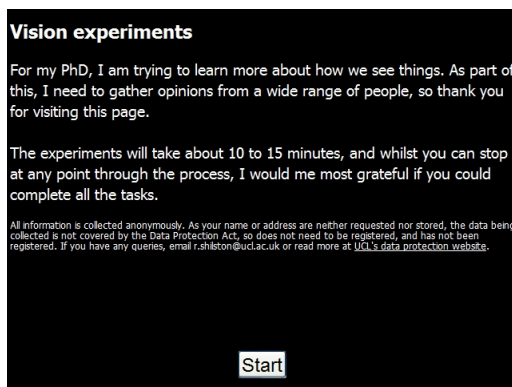 Vision experiments
For my PhD, I am trying to learn more about how we see things. As part of
this, I need to gather opinions from a wide range of people, so thank you
for visiting this page.
The experiments will take about 10 to 15 minutes, and whilst you can stop
at any point through the process, I would me most grateful if you could
complete all the tasks.
All information is collected anonymously. As your name or address are neither requested nor stored, the data being
collected is not covered by the Data Protection Act, so does not need to be registered, and has not been
registered. If you have any queries, email r.shilston@ucl.ac.uk or read more at UCL's data protection website.
Start